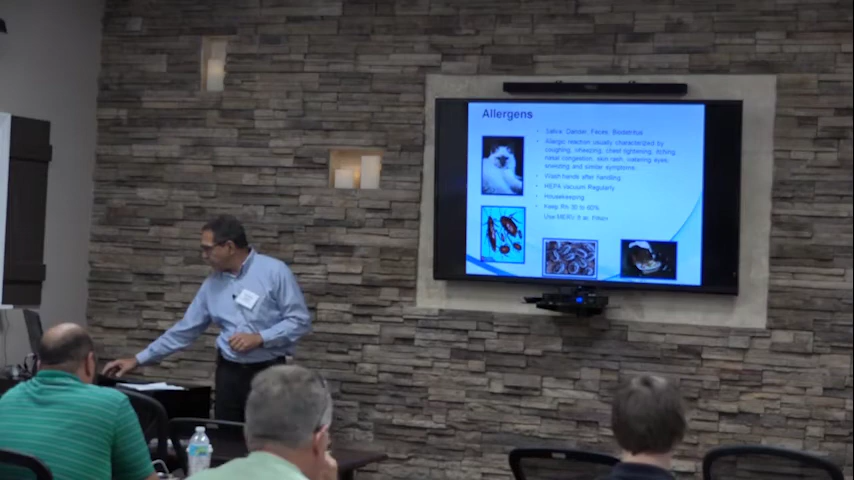 Allergens
Saliva, Dander, Feces, Biodetritus
Allergic reaction usually characterized by
coughing, wheezing, chest tightening, itching,
nasal congestion, skin rash, watering eyes,
sneezing and similar symptoms.
Wash hands after handling
HEPA Vacuum Regularly
Housekeeping
Keep Rh 30 to 60%
Use MERV 8 or